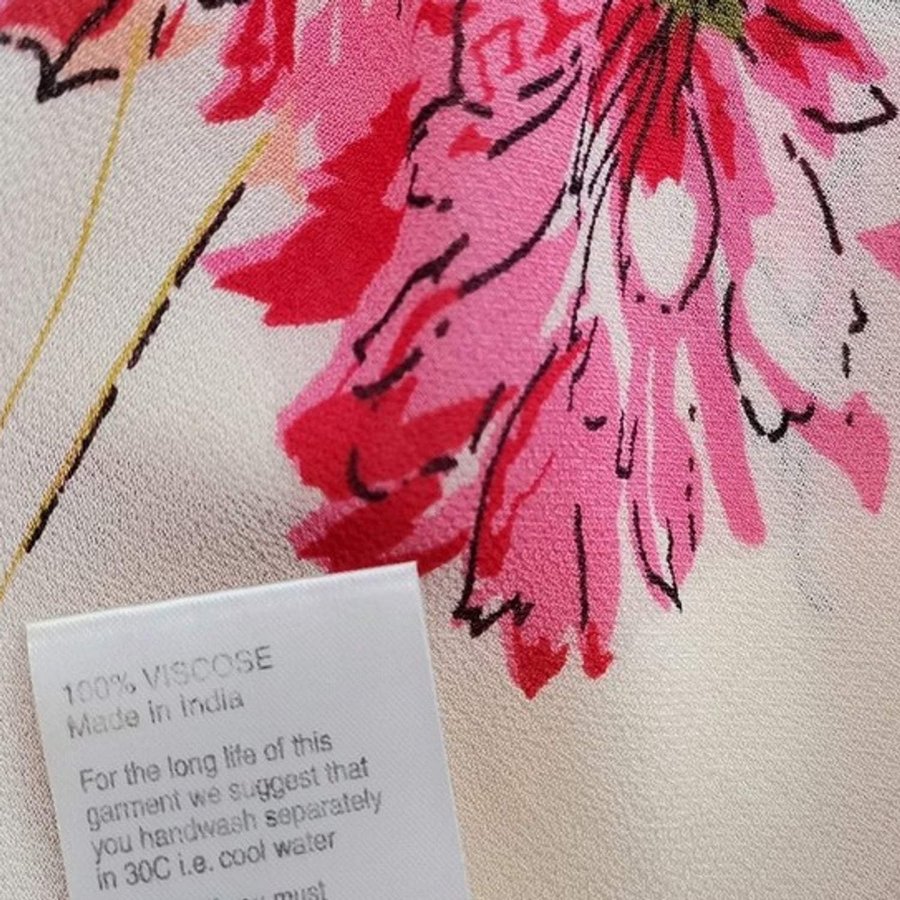 100% VISCOSE
Made in India
For the long life of this
garment we suggest that
you handwash separately
in 30C i.e. cool water
must